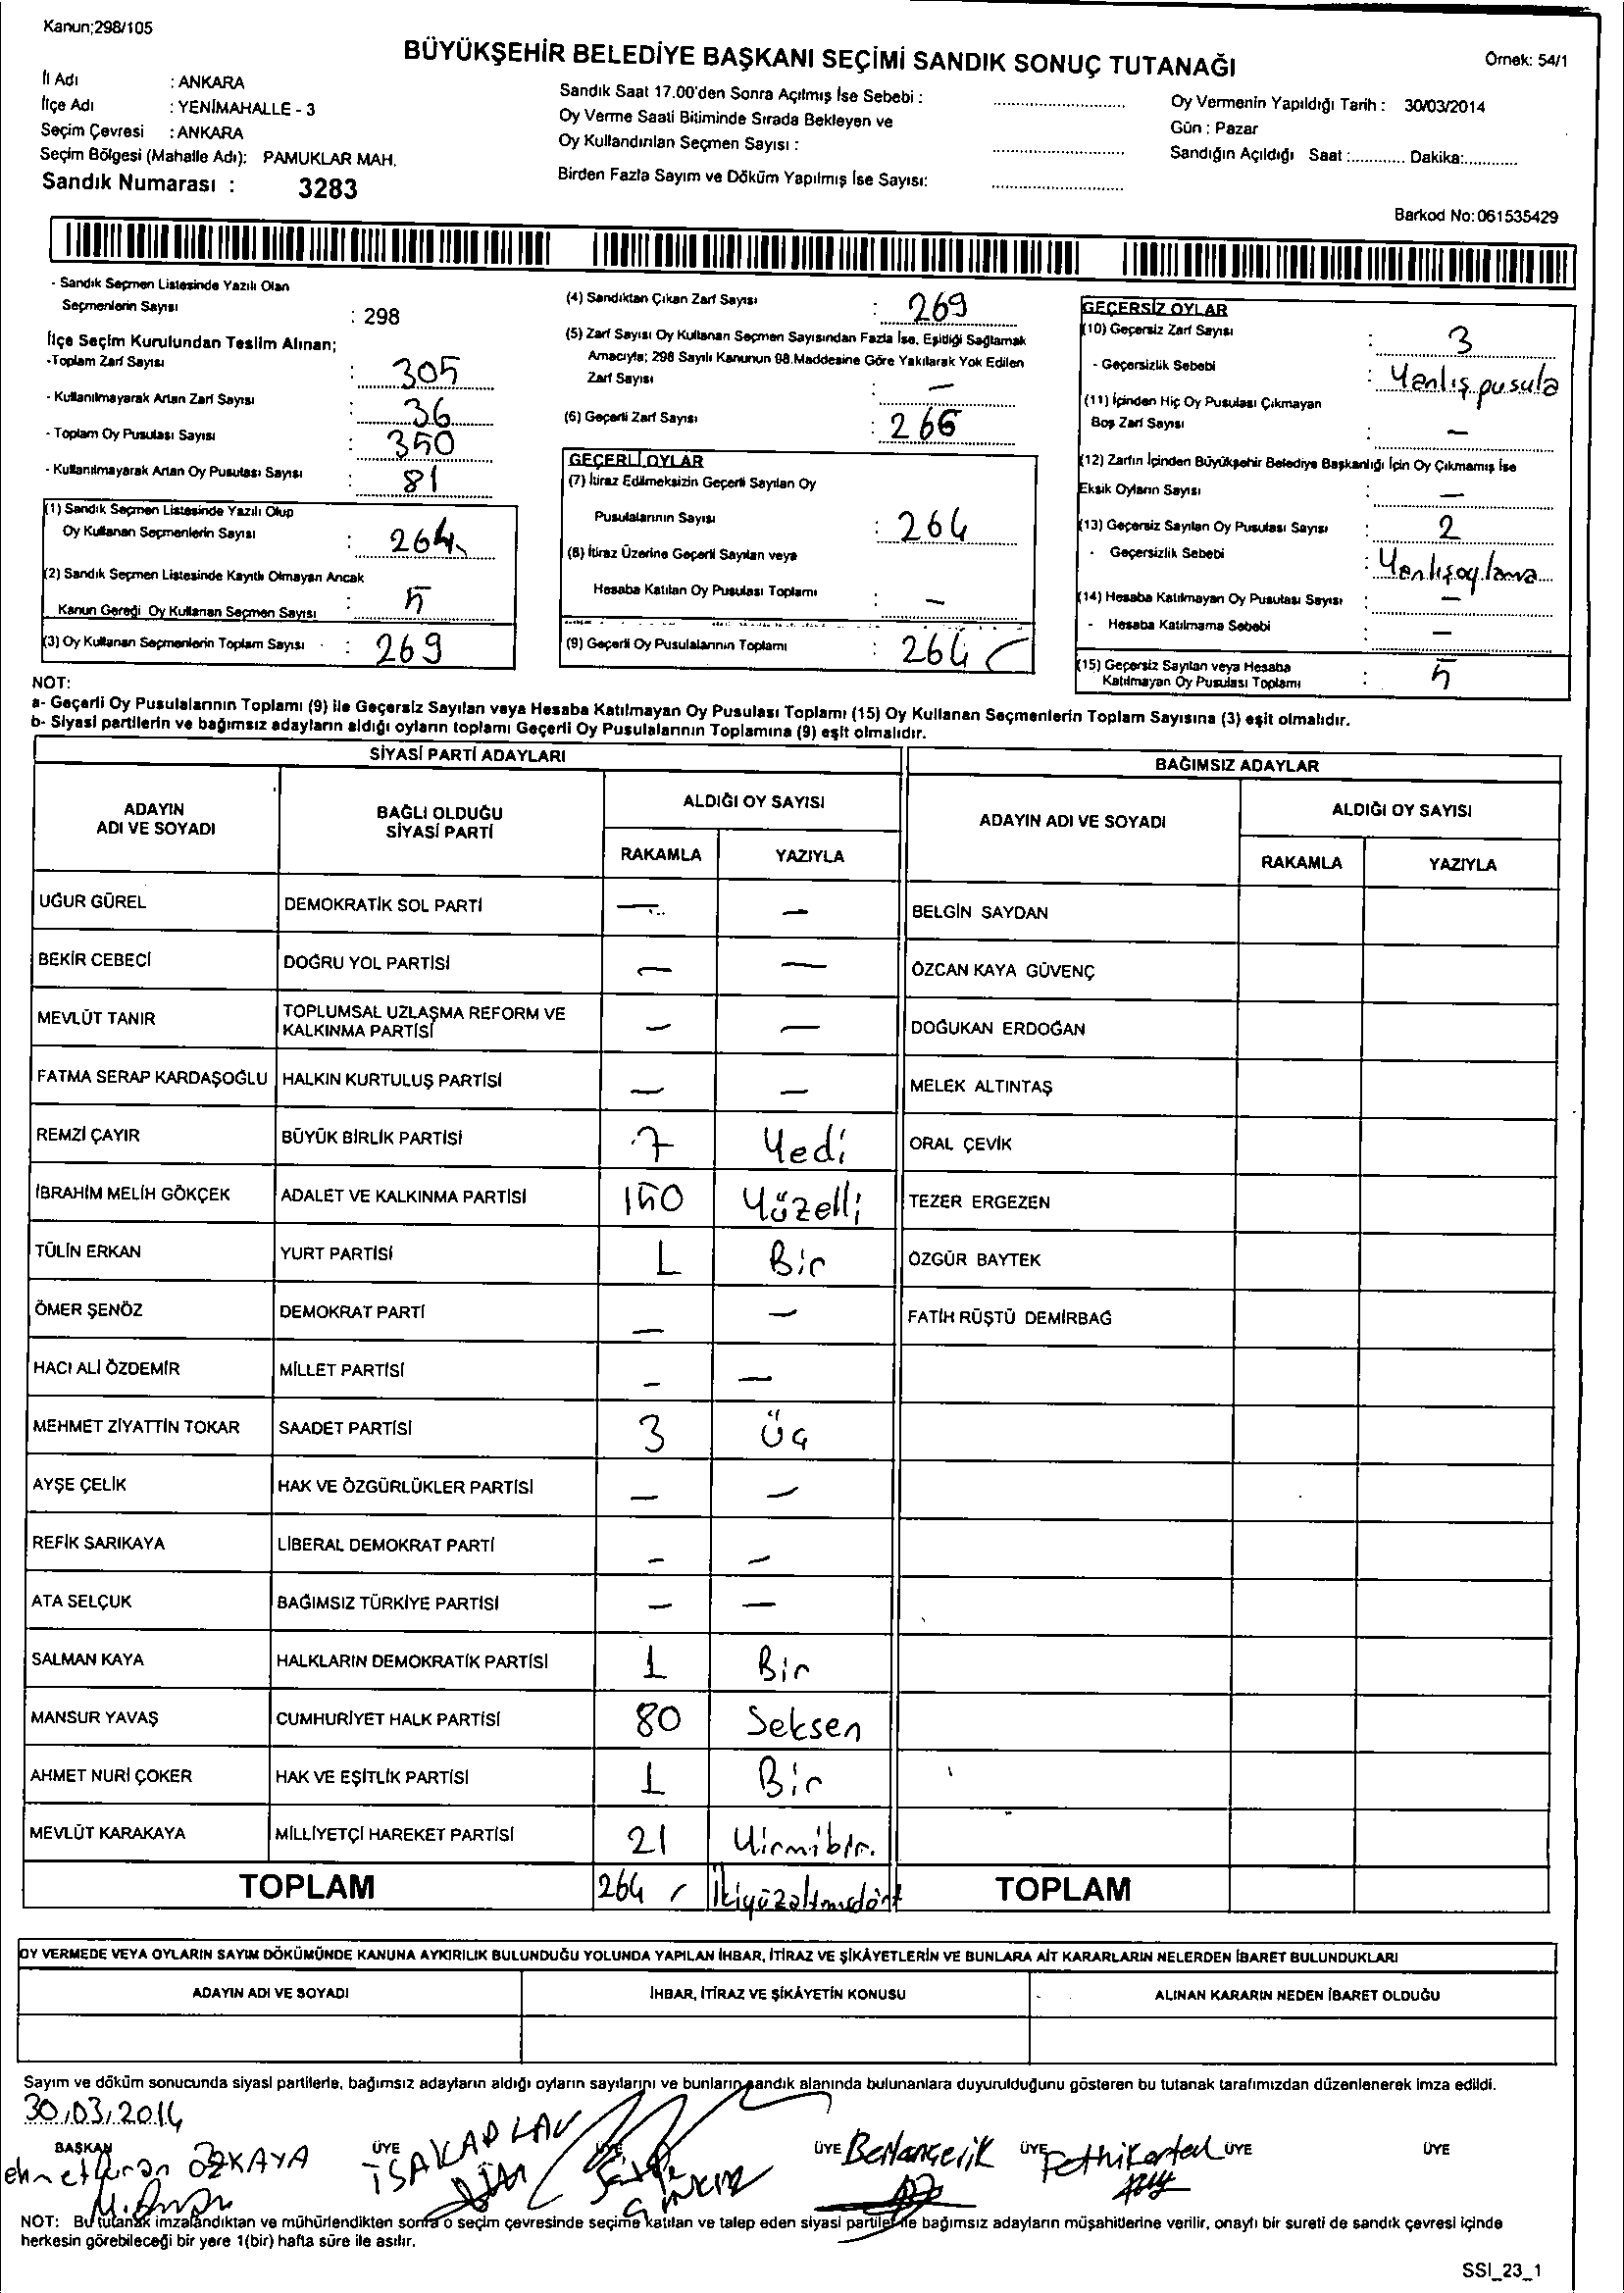 Kanun;298/105
BÜYÜKŞEHİR BELEDİYE BAŞKANI SEÇİMİ SANDIK SONUÇ TUTANAĞI
Örnek: 54/1
İl Adı : ANKARA
İlçe Adı : YENİMAHALLE - 3
Seçim Çevresi : ANKARA
Seçim Bölgesi (Mahalle Adı): PAMUKLAR MAH.
Sandık Numarası : 3283
Sandık Saat 17.00'den Sonra Açılmış İse Sebebi :
Oy Verme Saati Bitiminde Sırada Bekleyen ve
Oy Kullandırılan Seçmen Sayısı :
Birden Fazla Sayım ve Döküm Yapılmış İse Sayısı:
Oy Vermenin Yapıldığı Tarih : 30/03/2014
Gün : Pazar
Sandığın Açıldığı Saat :............ Dakika:............
Barkod No:061535429
- Sandık Seçmen Listesinde Yazılı Olan
Seçmenlerin Sayısı : 298
İlçe Seçim Kurulundan Teslim Alınan;
-Toplam Zarf Sayısı : 305
- Kullanılmayarak Artan Zarf Sayısı : 36
- Toplam Oy Pusulası Sayısı : 350
- Kullanılmayarak Artan Oy Pusulası Sayısı : 81
(1) Sandık Seçmen Listesinde Yazılı Olup
Oy Kullanan Seçmenlerin Sayısı : 264
(2) Sandık Seçmen Listesinde Kayıtlı Olmayan Ancak
Kanun Gereği Oy Kullanan Seçmen Sayısı : 5
(3) Oy Kullanan Seçmenlerin Toplam Sayısı : 269
(4) Sandıktan Çıkan Zarf Sayısı : 269
(5) Zarf Sayısı Oy Kullanan Seçmen Sayısından Fazla İse, Eşitliği Sağlamak
Amacıyla; 298 Sayılı Kanunun 98.Maddesine Göre Yakılarak Yok Edilen
Zarf Sayısı : —
(6) Geçerli Zarf Sayısı : 266
GEÇERLİ OYLAR
(7) İtiraz Edilmeksizin Geçerli Sayılan Oy
Pusulalarının Sayısı : 264
(8) İtiraz Üzerine Geçerli Sayılan veya
Hesaba Katılan Oy Pusulası Toplamı : —
(9) Geçerli Oy Pusulalarının Toplamı : 264
GEÇERSİZ OYLAR
(10) Geçersiz Zarf Sayısı : 3
- Geçersizlik Sebebi : Yanlış pusula
(11) İçinden Hiç Oy Pusulası Çıkmayan
Boş Zarf Sayısı : —
(12) Zarfın İçinden Büyükşehir Belediye Başkanlığı İçin Oy Çıkmamış İse
Eksik Oyların Sayısı : —
(13) Geçersiz Sayılan Oy Pusulası Sayısı : 2
- Geçersizlik Sebebi : Yanlış oylama
(14) Hesaba Katılmayan Oy Pusulası Sayısı : —
- Hesaba Katılmama Sebebi : —
(15) Geçersiz Sayılan veya Hesaba
Katılmayan Oy Pusulası Toplamı : 5
NOT:
a- Geçerli Oy Pusulalarının Toplamı (9) ile Geçersiz Sayılan veya Hesaba Katılmayan Oy Pusulası Toplamı (15) Oy Kullanan Seçmenlerin Toplam Sayısına (3) eşit olmalıdır.
b- Siyasi partilerin ve bağımsız adayların aldığı oyların toplamı Geçerli Oy Pusulalarının Toplamına (9) eşit olmalıdır.
SİYASİ PARTİ ADAYLARI
BAĞIMSIZ ADAYLAR
ADAYIN ADI VE SOYADI
BAĞLI OLDUĞU SİYASİ PARTİ
ALDIĞI OY SAYISI
RAKAMLA YAZIYLA
ADAYIN ADI VE SOYADI
ALDIĞI OY SAYISI
RAKAMLA YAZIYLA
UĞUR GÜREL DEMOKRATİK SOL PARTİ — — BELGİN SAYDAN
BEKİR CEBECİ DOĞRU YOL PARTİSİ — — ÖZCAN KAYA GÜVENÇ
MEVLÜT TANIR TOPLUMSAL UZLAŞMA REFORM VE KALKINMA PARTİSİ — — DOĞUKAN ERDOĞAN
FATMA SERAP KARDAŞOĞLU HALKIN KURTULUŞ PARTİSİ — — MELEK ALTINTAŞ
REMZİ ÇAYIR BÜYÜK BİRLİK PARTİSİ 7 Yedi ORAL ÇEVİK
İBRAHİM MELİH GÖKÇEK ADALET VE KALKINMA PARTİSİ 150 Yüzelli TEZER ERGEZEN
TÜLİN ERKAN YURT PARTİSİ 1 Bir ÖZGÜR BAYTEK
ÖMER ŞENÖZ DEMOKRAT PARTİ — — FATİH RÜŞTÜ DEMİRBAĞ
HACI ALİ ÖZDEMİR MİLLET PARTİSİ — —
MEHMET ZİYATTİN TOKAR SAADET PARTİSİ 3 Üç
AYŞE ÇELİK HAK VE ÖZGÜRLÜKLER PARTİSİ — —
REFİK SARIKAYA LİBERAL DEMOKRAT PARTİ — —
ATA SELÇUK BAĞIMSIZ TÜRKİYE PARTİSİ — —
SALMAN KAYA HALKLARIN DEMOKRATİK PARTİSİ 1 Bir
MANSUR YAVAŞ CUMHURİYET HALK PARTİSİ 80 Seksen
AHMET NURİ ÇOKER HAK VE EŞİTLİK PARTİSİ 1 Bir
MEVLÜT KARAKAYA MİLLİYETÇİ HAREKET PARTİSİ 21 Yirmibir.
TOPLAM 264 İkiyüzaltmışdört TOPLAM
OY VERMEDE VEYA OYLARIN SAYIM DÖKÜMÜNDE KANUNA AYKIRILIK BULUNDUĞU YOLUNDA YAPILAN İHBAR, İTİRAZ VE ŞİKÂYETLERİN VE BUNLARA AİT KARARLARIN NELERDEN İBARET BULUNDUKLARI
ADAYIN ADI VE SOYADI İHBAR, İTİRAZ VE ŞİKÂYETİN KONUSU ALINAN KARARIN NEDEN İBARET OLDUĞU
Sayım ve döküm sonucunda siyasi partilerle, bağımsız adayların aldığı oyların sayılarını ve bunların sandık alanında bulunanlara duyurulduğunu gösteren bu tutanak tarafımızdan düzenlenerek imza edildi.
30.03.2014
BAŞKAN ÜYE ÜYE ÜYE ÜYE ÜYE
ÖZKAYA İSA KAPLAN
NOT: Bu tutanak imzalandıktan ve mühürlendikten sonra o seçim çevresinde seçime katılan ve talep eden siyasi partiler ile bağımsız adayların müşahitlerine verilir, onaylı bir sureti de sandık çevresi içinde
herkesin görebileceği bir yere 1(bir) hafta süre ile asılır.
SSI_23_1